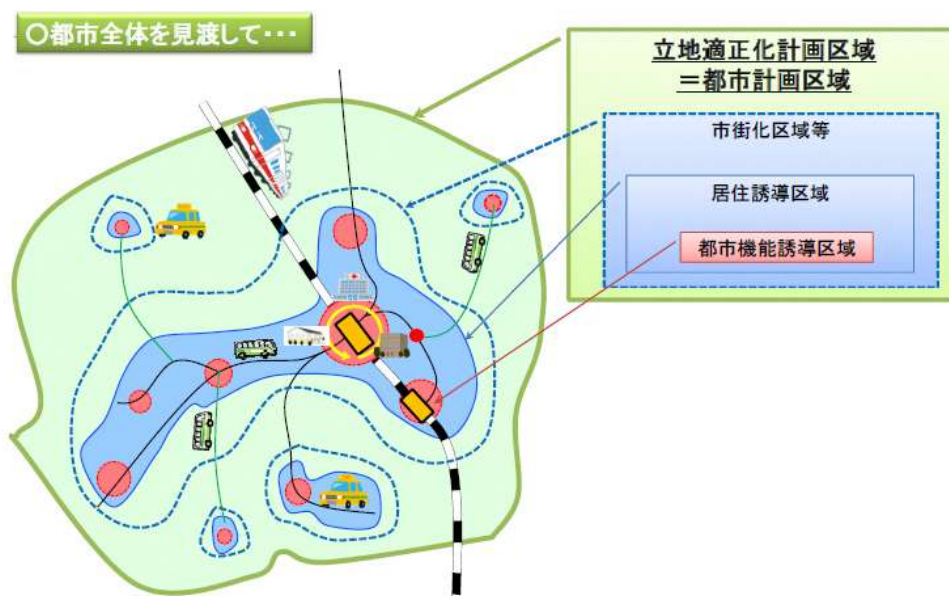 〇都市全体を見渡して・・・
立地適正化計画区域
＝都市計画区域
市街化区域等
居住誘導区域
都市機能誘導区域